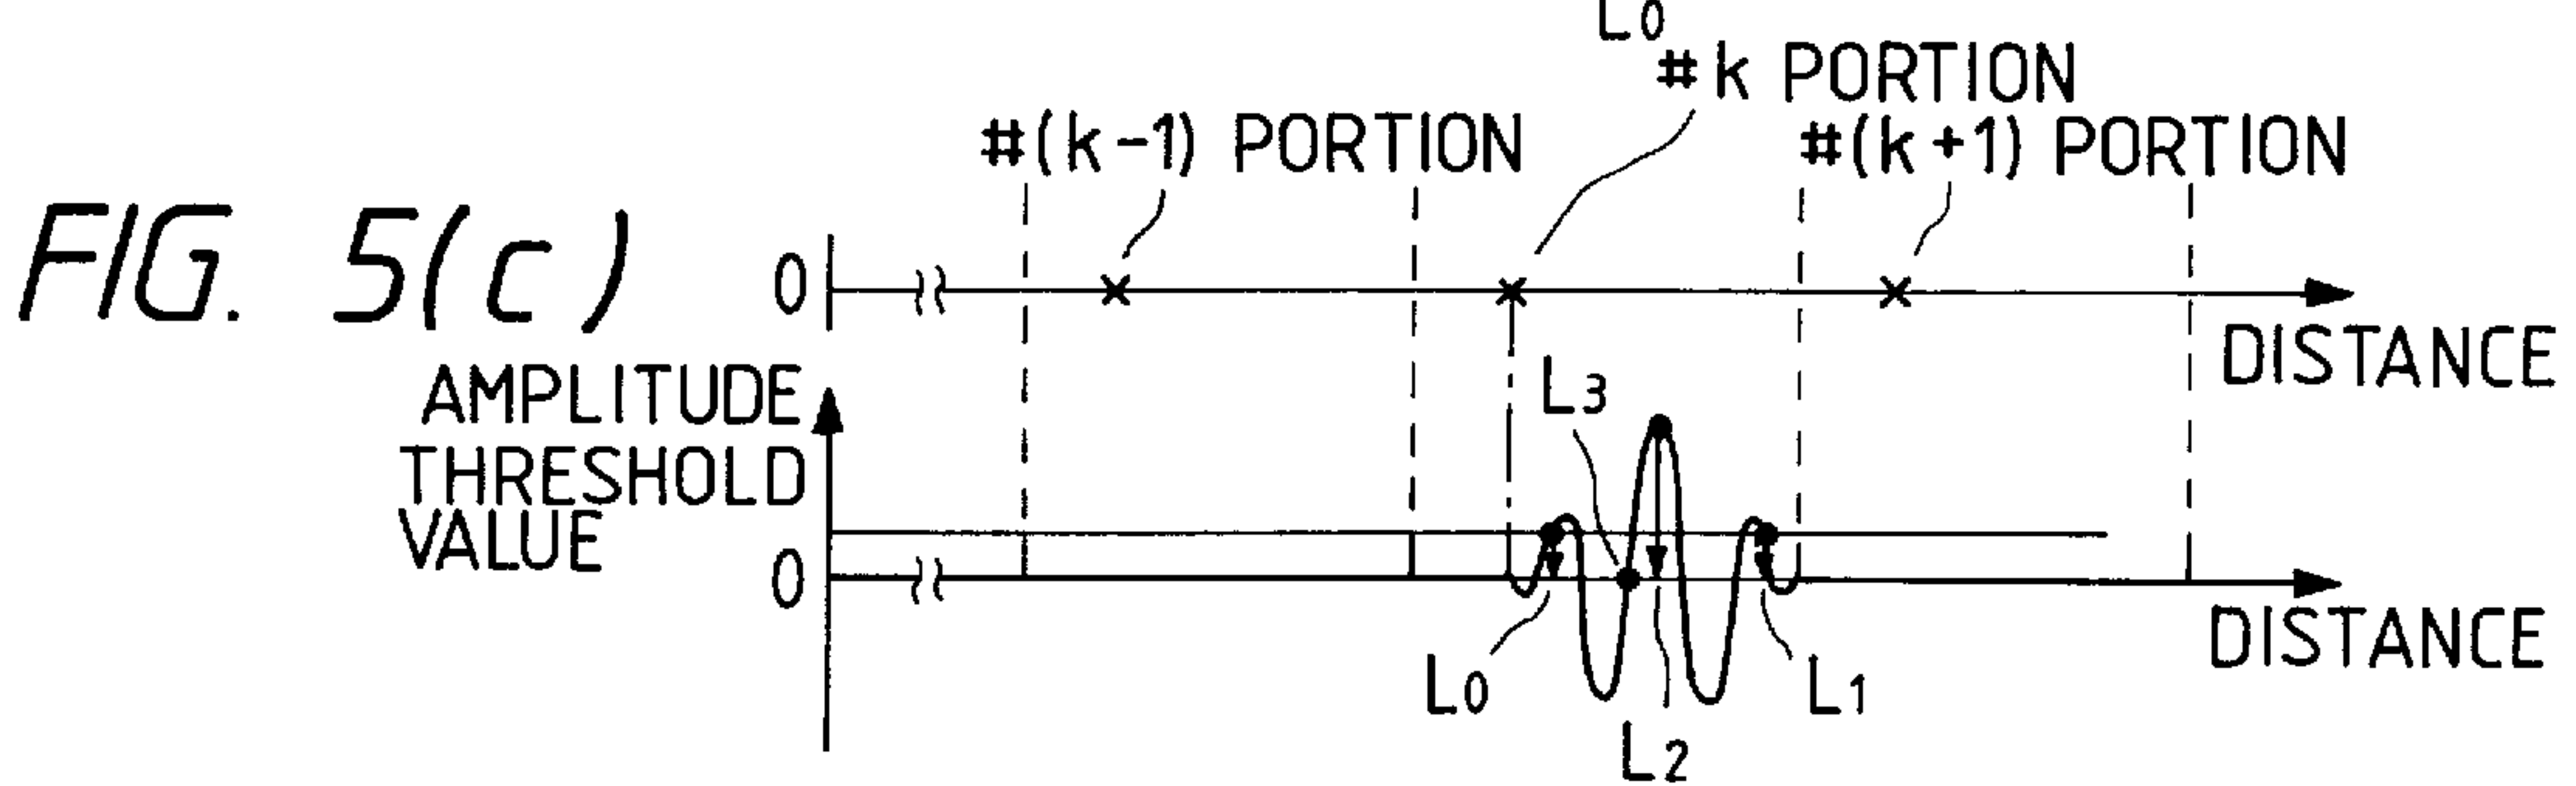 L0
#k PORTION
#(k-1) PORTION
#(k+1) PORTION
FIG. 5(c)
0
DISTANCE
AMPLITUDE
L3
THRESHOLD
VALUE
0
DISTANCE
L0
L1
L2